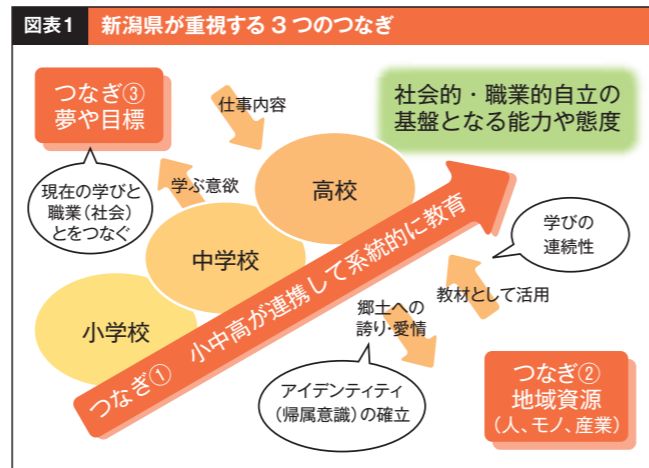 図表1 新潟県が重視する3つのつなぎ
つなぎ③
夢や目標
仕事内容
社会的・職業的自立の
基盤となる能力や態度
現在の学びと
職業（社会）
とをつなぐ
学ぶ意欲
高校
中学校
小学校
つなぎ① 小中高が連携して系統的に教育
学びの
連続性
教材として活用
郷土への
誇り・愛情
アイデンティティ
（帰属意識）の確立
つなぎ②
地域資源
（人、モノ、産業）